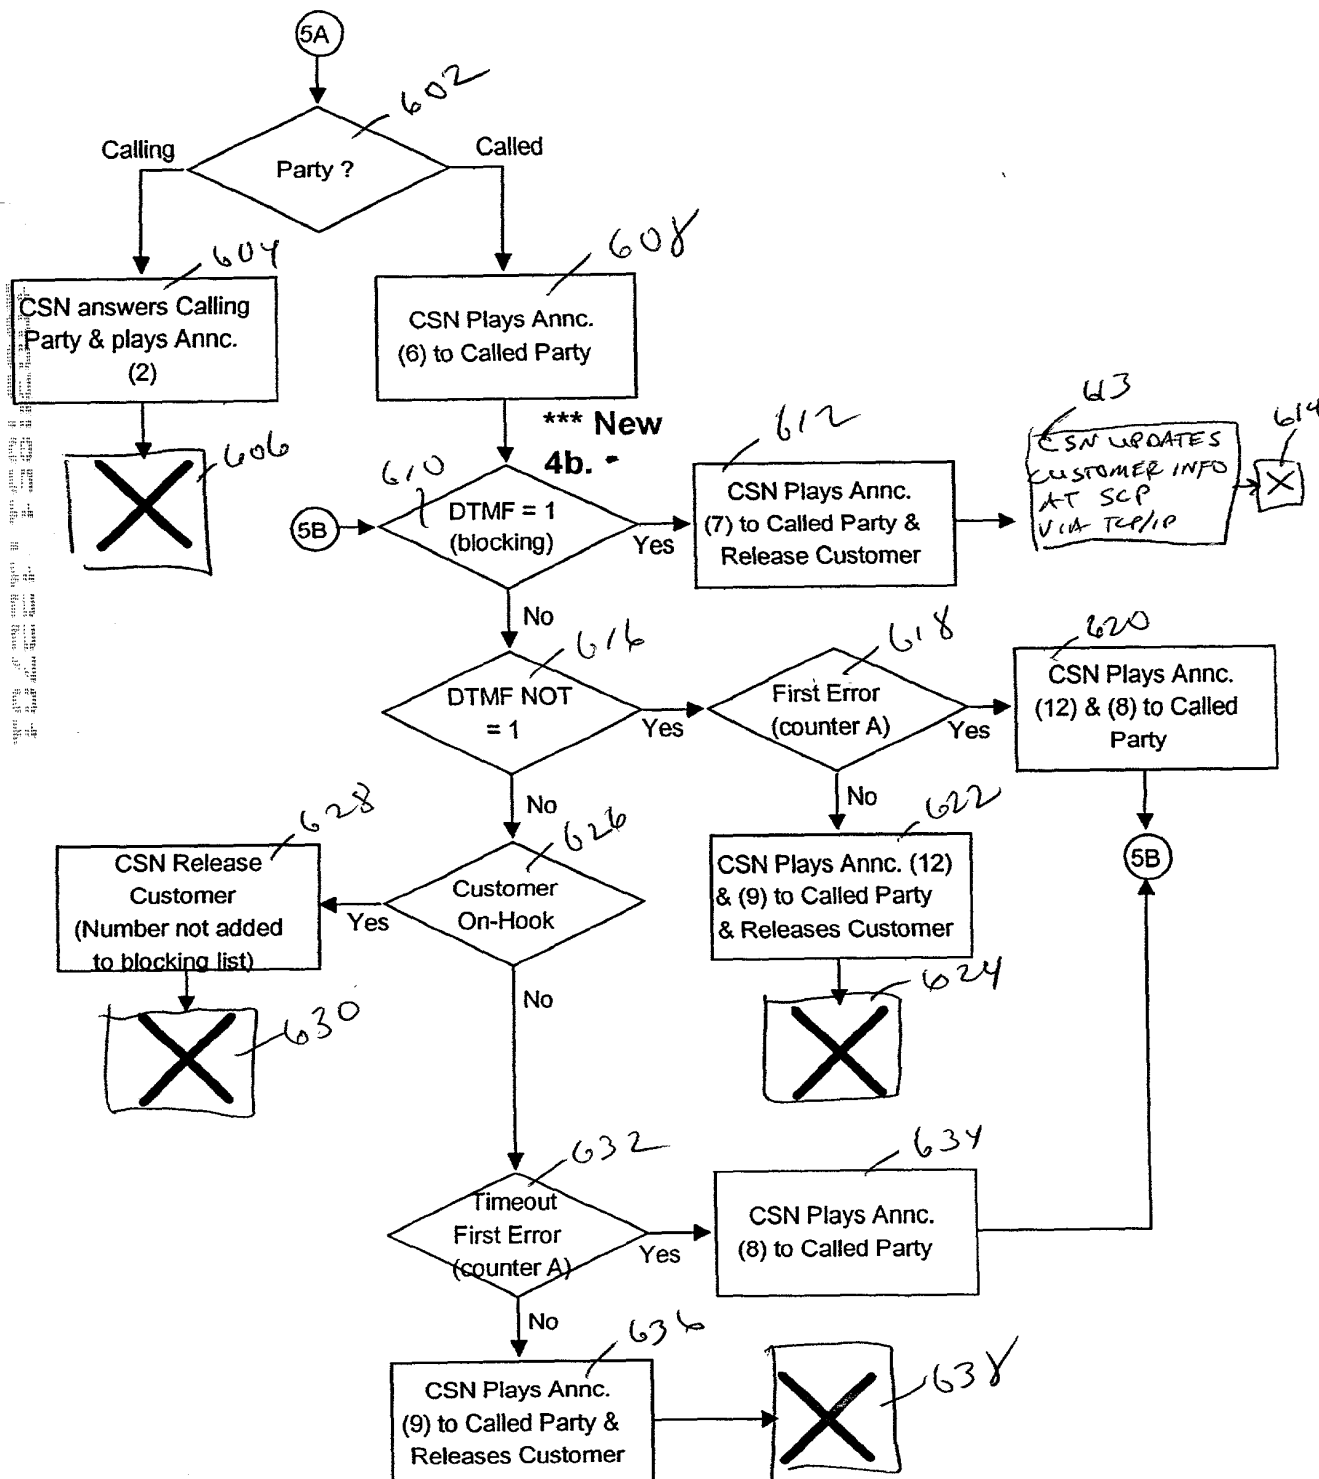 5A
602
Party ?
Calling
Called
604
CSN answers Calling
Party & plays Annc.
(2)
606
608
CSN Plays Annc.
(6) to Called Party
*** New
4b. -
610
5B
DTMF = 1
(blocking)
Yes
612
CSN Plays Annc.
(7) to Called Party &
Release Customer
613
CSN UPDATES
CUSTOMER INFO
AT SCP
VIA TCP/IP
614
No
616
DTMF NOT
= 1
Yes
618
First Error
(counter A)
Yes
620
CSN Plays Annc.
(12) & (8) to Called
Party
5B
No
622
CSN Plays Annc. (12)
& (9) to Called Party
& Releases Customer
624
No
626
Customer
On-Hook
Yes
628
CSN Release
Customer
(Number not added
to blocking list)
630
No
632
Timeout
First Error
(counter A)
Yes
634
CSN Plays Annc.
(8) to Called Party
No
636
CSN Plays Annc.
(9) to Called Party &
Releases Customer
638